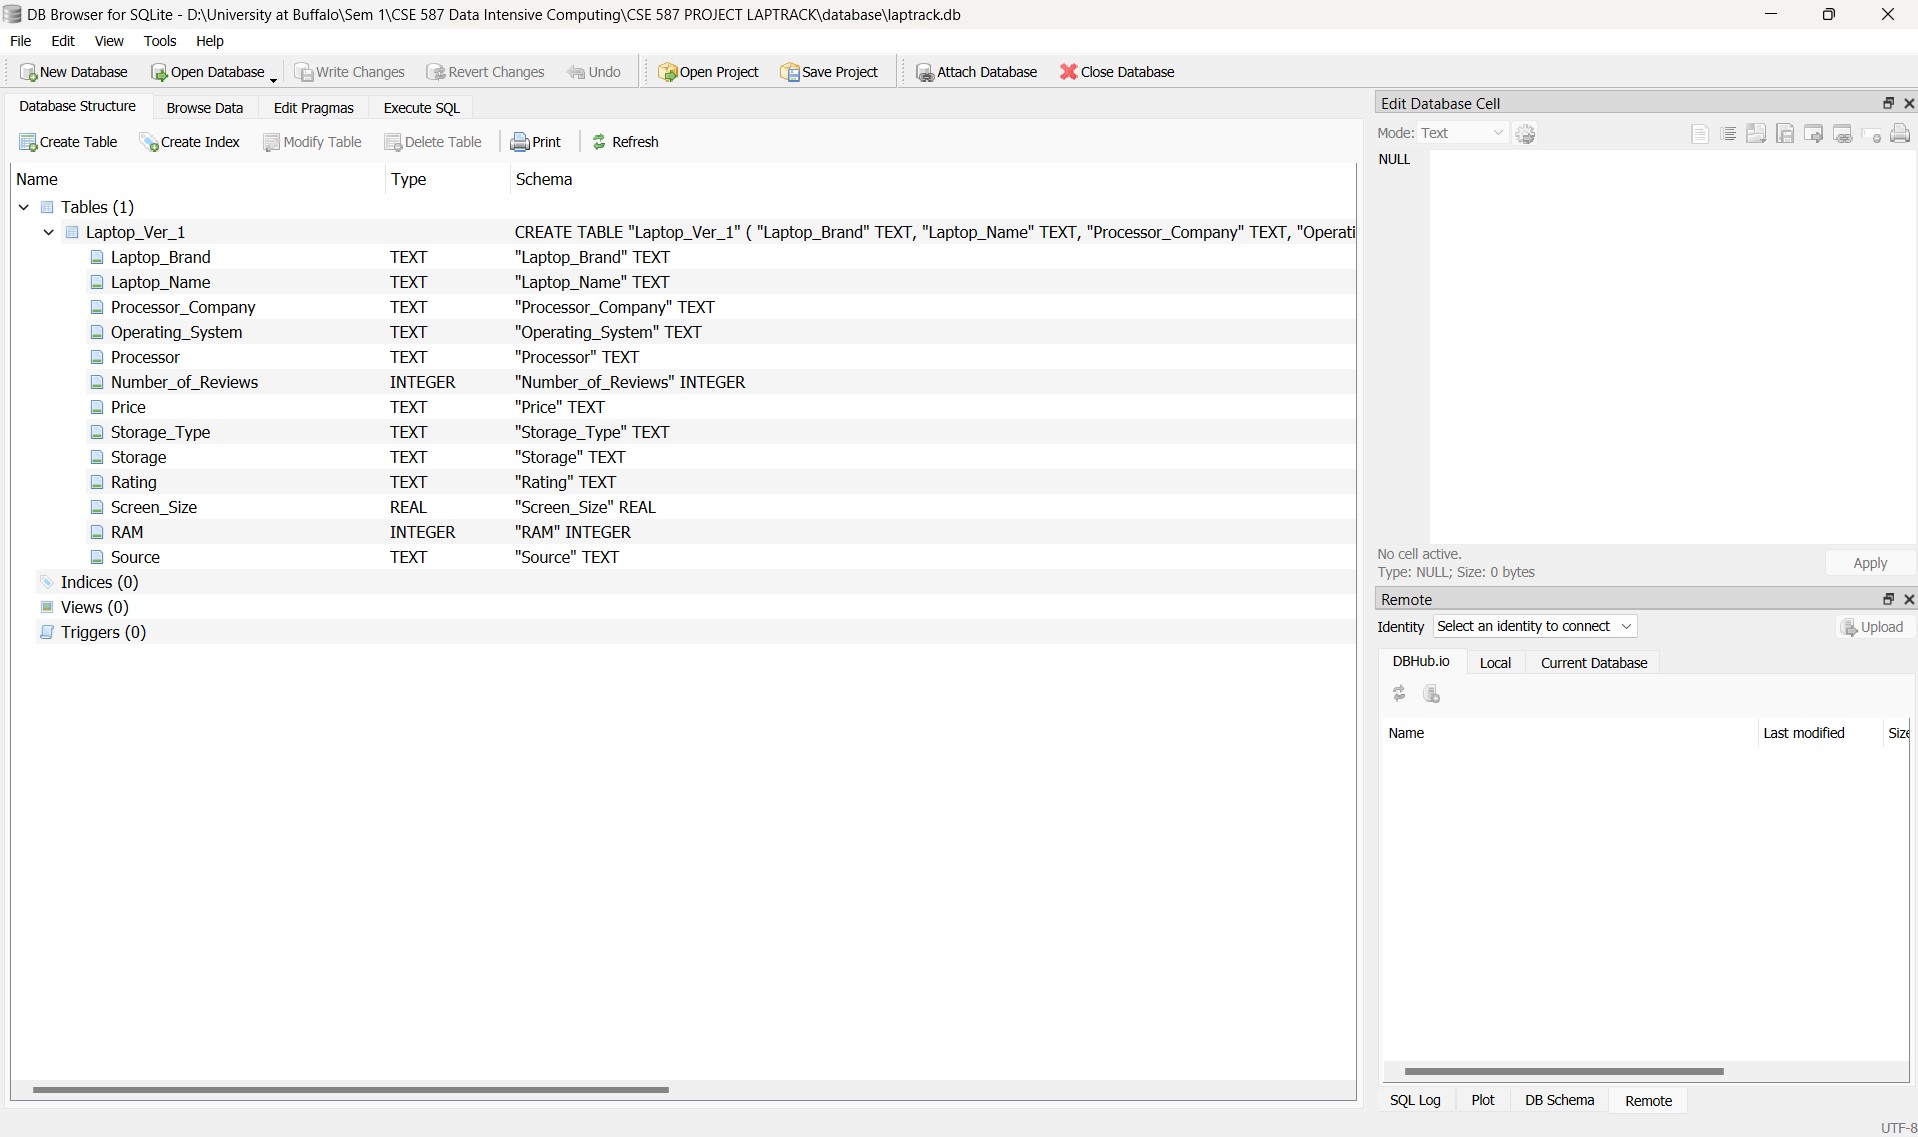 DB Browser for SQLite - D:\University at Buffalo\Sem 1\CSE 587 Data Intensive Computing\CSE 587 PROJECT LAPTRACK\database\laptrack.db
File Edit View Tools Help
New Database Open Database Write Changes Revert Changes Undo Open Project Save Project Attach Database Close Database
Database Structure Browse Data Edit Pragmas Execute SQL
Create Table Create Index Modify Table Delete Table Print Refresh
Name Type Schema
Tables (1)
Laptop_Ver_1 CREATE TABLE "Laptop_Ver_1" ( "Laptop_Brand" TEXT, "Laptop_Name" TEXT, "Processor_Company" TEXT, "Operati
Laptop_Brand TEXT "Laptop_Brand" TEXT
Laptop_Name TEXT "Laptop_Name" TEXT
Processor_Company TEXT "Processor_Company" TEXT
Operating_System TEXT "Operating_System" TEXT
Processor TEXT "Processor" TEXT
Number_of_Reviews INTEGER "Number_of_Reviews" INTEGER
Price TEXT "Price" TEXT
Storage_Type TEXT "Storage_Type" TEXT
Storage TEXT "Storage" TEXT
Rating TEXT "Rating" TEXT
Screen_Size REAL "Screen_Size" REAL
RAM INTEGER "RAM" INTEGER
Source TEXT "Source" TEXT
Indices (0)
Views (0)
Triggers (0)
Edit Database Cell
Mode: Text
NULL
No cell active.
Type: NULL; Size: 0 bytes
Apply
Remote
Identity Select an identity to connect Upload
DBHub.io Local Current Database
Name Last modified Size
SQL Log Plot DB Schema Remote
UTF-8